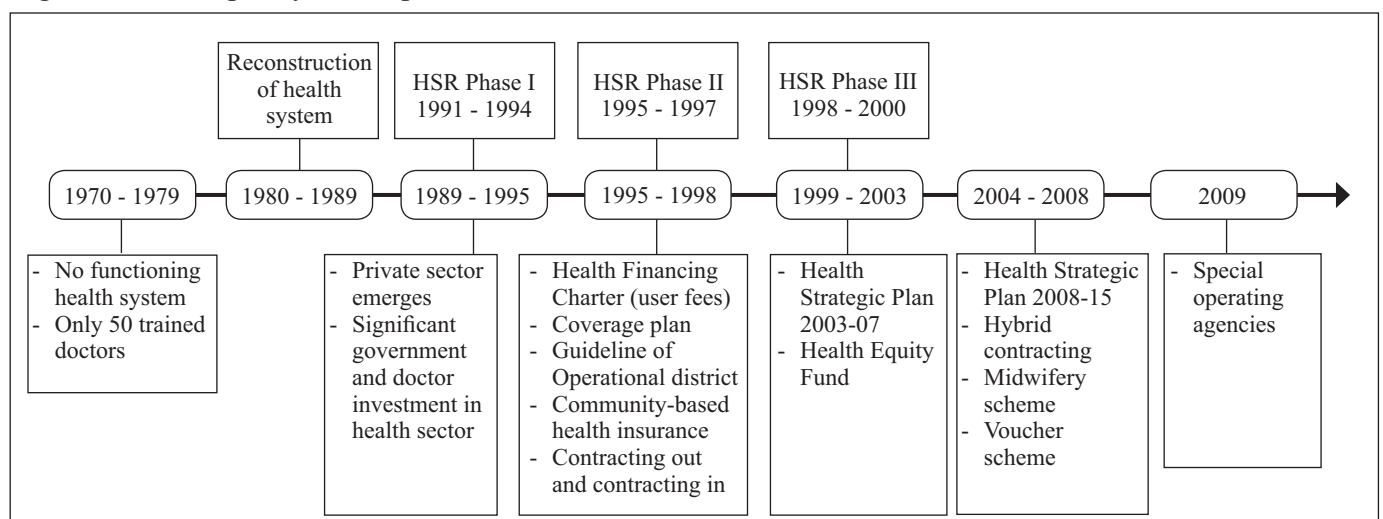 Reconstruction
of health
system
HSR Phase I
1991 - 1994
HSR Phase II
1995 - 1997
HSR Phase III
1998 - 2000
1970 - 1979
1980 - 1989
1989 - 1995
1995 - 1998
1999 - 2003
2004 - 2008
2009
- No functioning
health system
- Only 50 trained
doctors
- Private sector
emerges
- Significant
government
and doctor
investment in
health sector
- Health Financing
Charter (user fees)
- Coverage plan
- Guideline of
Operational district
- Community-based
health insurance
- Contracting out
and contracting in
- Health
Strategic Plan
2003-07
- Health Equity
Fund
- Health Strategic
Plan 2008-15
- Hybrid
contracting
- Midwifery
scheme
- Voucher
scheme
- Special
operating
agencies